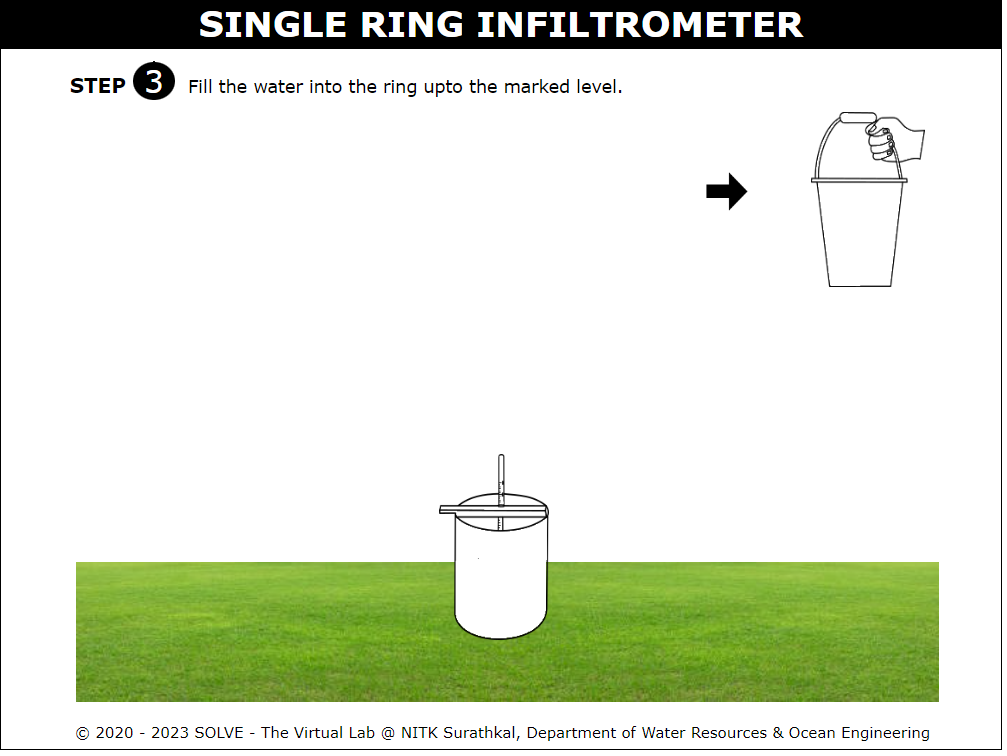 SINGLE RING INFILTROMETER
STEP 3 Fill the water into the ring upto the marked level.
© 2020 - 2023 SOLVE - The Virtual Lab @ NITK Surathkal, Department of Water Resources & Ocean Engineering